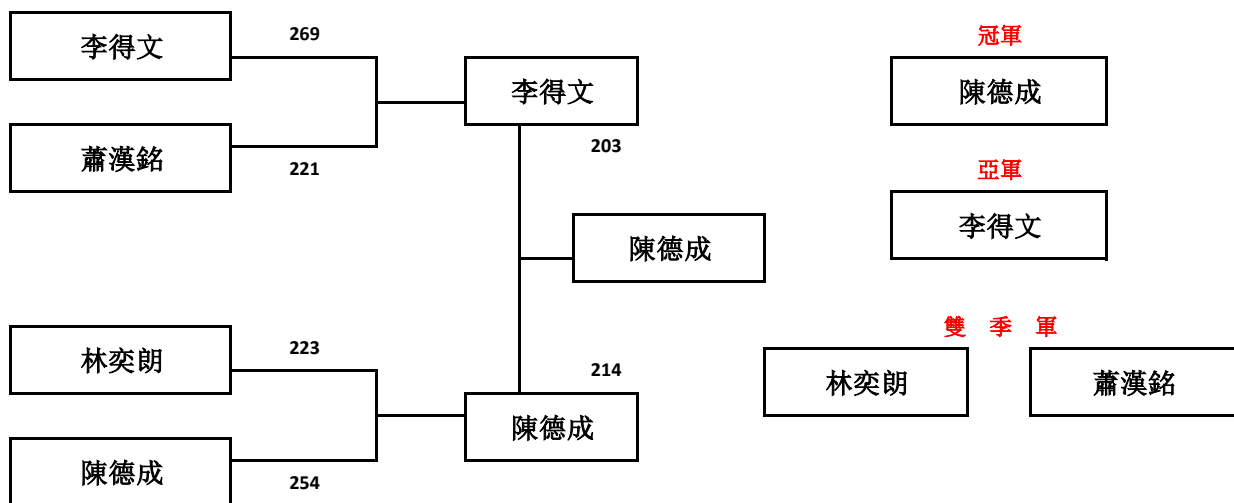 李得文
269
蕭漢銘
221
李得文
203
陳德成
林奕朗
223
陳德成
254
214
陳德成
冠軍
陳德成
亞軍
李得文
雙 季 軍
林奕朗
蕭漢銘